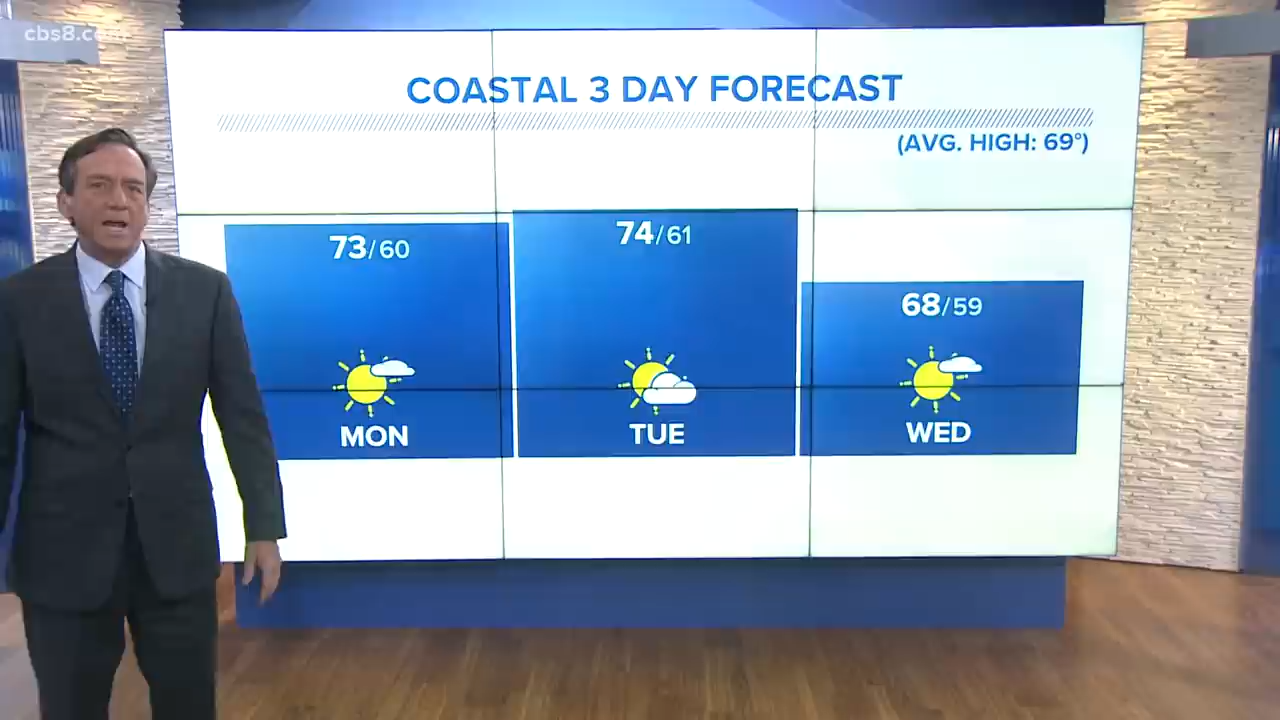 cbs8.com
COASTAL 3 DAY FORECAST
(AVG. HIGH: 69°)
73/60
74/61
68/59
MON
TUE
WED